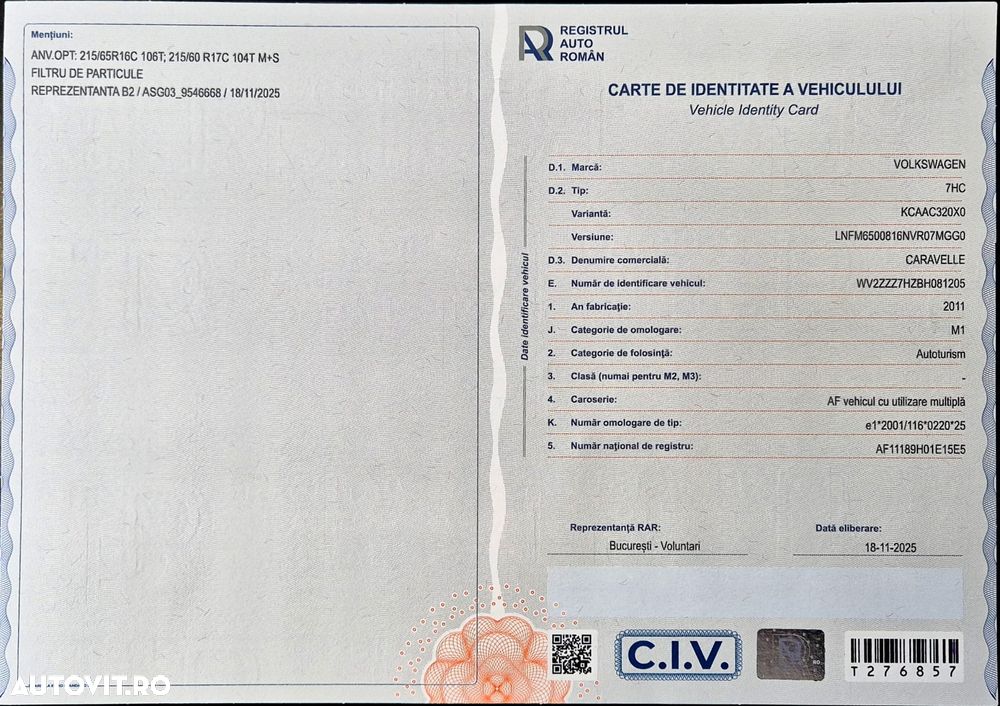 Mențiuni:
ANV.OPT: 215/65R16C 106T; 215/60 R17C 104T M+S
FILTRU DE PARTICULE
REPREZENTANTA B2 / ASG03_9546668 / 18/11/2025
REGISTRUL
AUTO
ROMÂN
CARTE DE IDENTITATE A VEHICULULUI
Vehicle Identity Card
Date identificare vehicul
D.1. Marcă: VOLKSWAGEN
D.2. Tip: 7HC
Variantă: KCAAC320X0
Versiune: LNFM6500816NVR07MGG0
D.3. Denumire comercială: CARAVELLE
E. Număr de identificare vehicul: WV2ZZZ7HZBH081205
1. An fabricație: 2011
J. Categorie de omologare: M1
2. Categorie de folosință: Autoturism
3. Clasă (numai pentru M2, M3): -
4. Caroserie: AF vehicul cu utilizare multiplă
K. Număr omologare de tip: e1*2001/116*0220*25
5. Număr național de registru: AF11189H01E15E5
Reprezentanță RAR: Dată eliberare:
București - Voluntari 18-11-2025
C.I.V.
T276857
AUTOVIT.RO